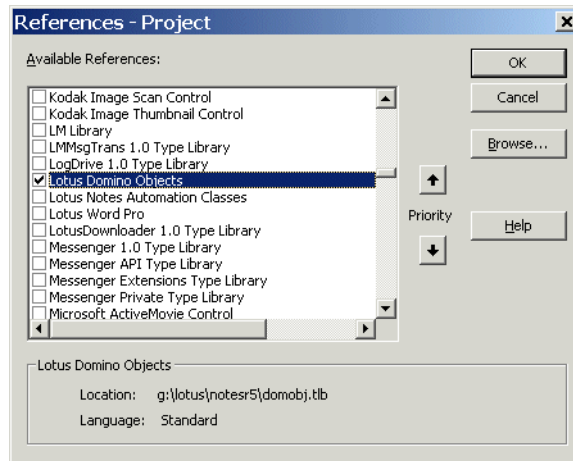 References - Project
Available References:
Kodak Image Scan Control
Kodak Image Thumbnail Control
LM Library
LMMsgTrans 1.0 Type Library
LogDrive 1.0 Type Library
Lotus Domino Objects
Lotus Notes Automation Classes
Lotus Word Pro
LotusDownloader 1.0 Type Library
Messenger 1.0 Type Library
Messenger API Type Library
Messenger Extensions Type Library
Messenger Private Type Library
Microsoft ActiveMovie Control
Priority
OK
Cancel
Browse...
Help
Lotus Domino Objects
Location: g:\lotus\notesr5\domobj.tlb
Language: Standard